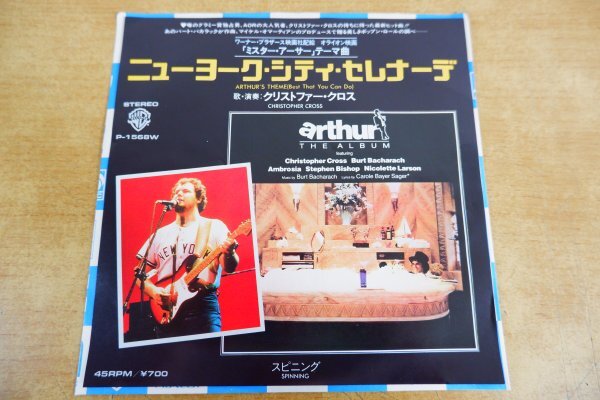 ワーナー・ブラザース映画社配給 オライオン映画
「ミスター・アーサー」テーマ曲
ニューヨーク・シティ・セレナーデ
ARTHUR'S THEME(Best That You Can Do)
歌・演奏:クリストファー・クロス
CHRISTOPHER CROSS
STEREO
P-1568W
arthur
THE ALBUM
featuring
Christopher Cross Burt Bacharach
Ambrosia Stephen Bishop Nicolette Larson
Music by Burt Bacharach Lyrics by Carole Bayer Sager
NEW YO
スピニング
SPINNING
45RPM/¥700